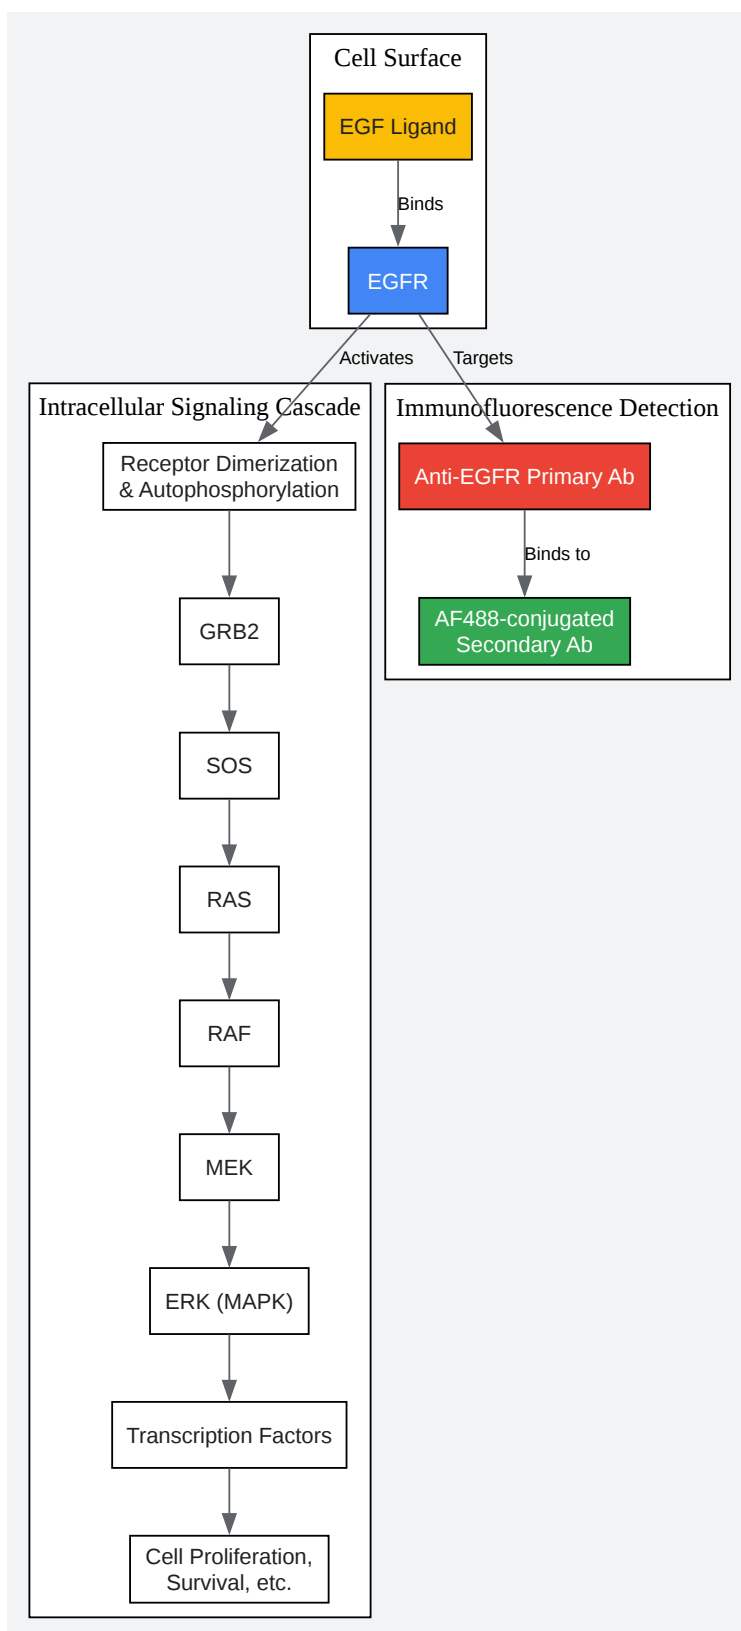 Cell Surface
EGF Ligand
Binds
EGFR
Activates
Targets
Intracellular Signaling Cascade
Receptor Dimerization
& Autophosphorylation
GRB2
SOS
RAS
RAF
MEK
ERK (MAPK)
Transcription Factors
Cell Proliferation,
Survival, etc.
Immunofluorescence Detection
Anti-EGFR Primary Ab
Binds to
AF488-conjugated
Secondary Ab